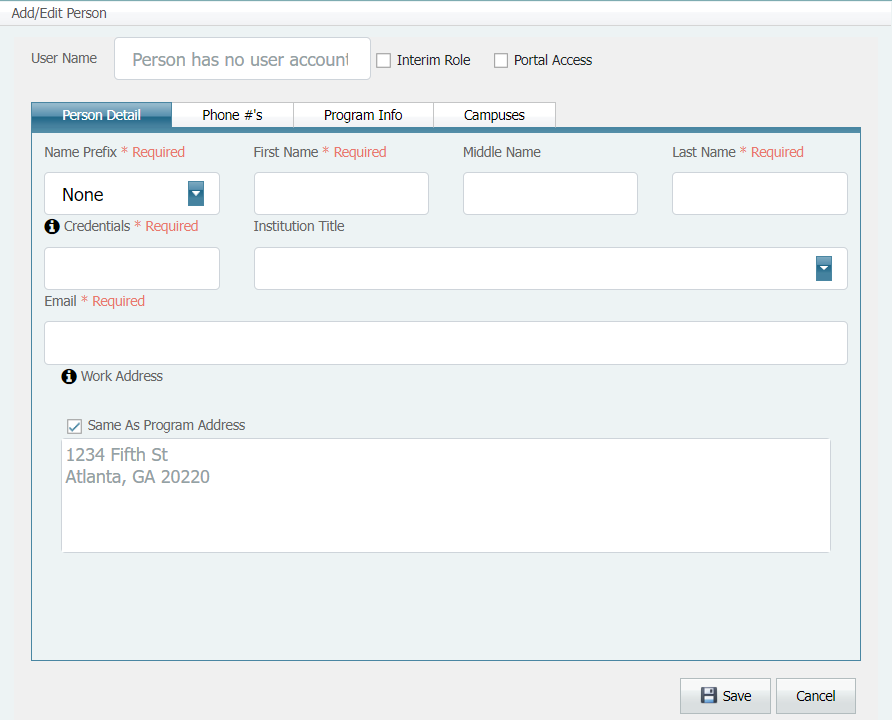 Add/Edit Person
User Name Person has no user account Interim Role Portal Access
Person Detail Phone #'s Program Info Campuses
Name Prefix * Required First Name * Required Middle Name Last Name * Required
None
Credentials * Required Institution Title
Email * Required
Work Address
Same As Program Address
1234 Fifth St
Atlanta, GA 20220
Save Cancel